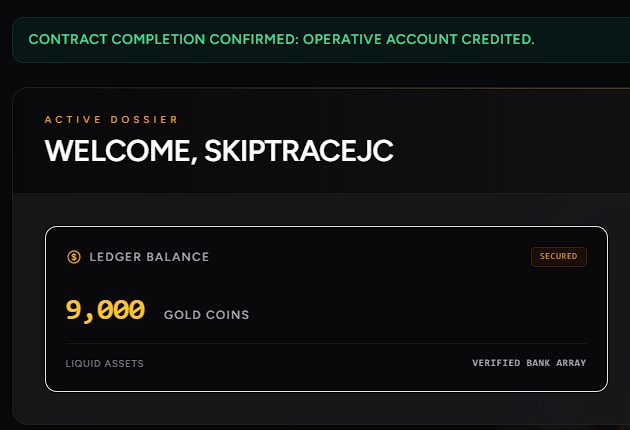 CONTRACT COMPLETION CONFIRMED: OPERATIVE ACCOUNT CREDITED.
ACTIVE DOSSIER
WELCOME, SKIPTRACEJC
LEDGER BALANCE
SECURED
9,000 GOLD COINS
LIQUID ASSETS
VERIFIED BANK ARRAY